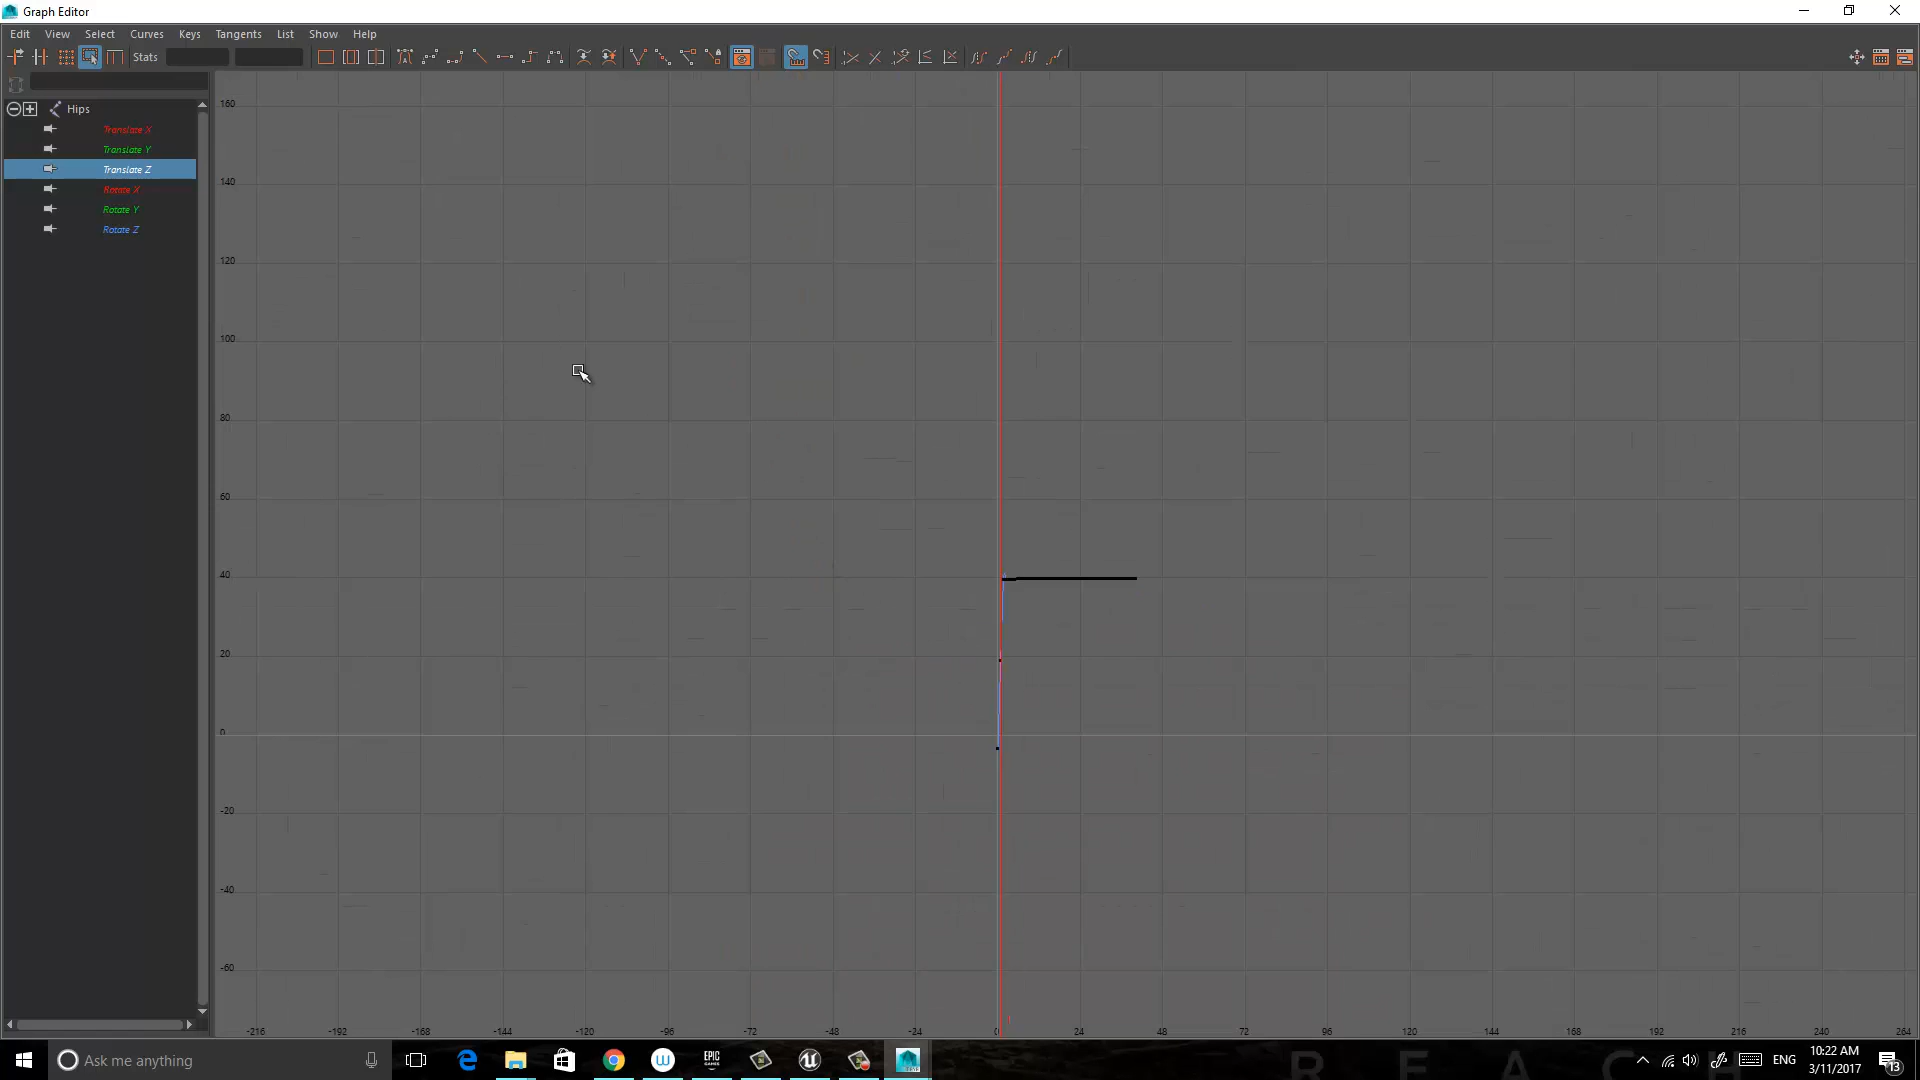 Graph Editor
Edit View Select Curves Keys Tangents List Show Help
Stats
Hips
Translate X
Translate Y
Translate Z
Rotate X
Rotate Y
Rotate Z
160
140
120
100
80
60
40
20
0
-20
-40
-60
-216 -192 -168 -144 -120 -96 -72 -48 -24 0 24 48 72 96 120 144 168 192 216 240 264
Ask me anything
EPIC GAMES
R E A C H
ENG
10:22 AM
3/11/2017
13